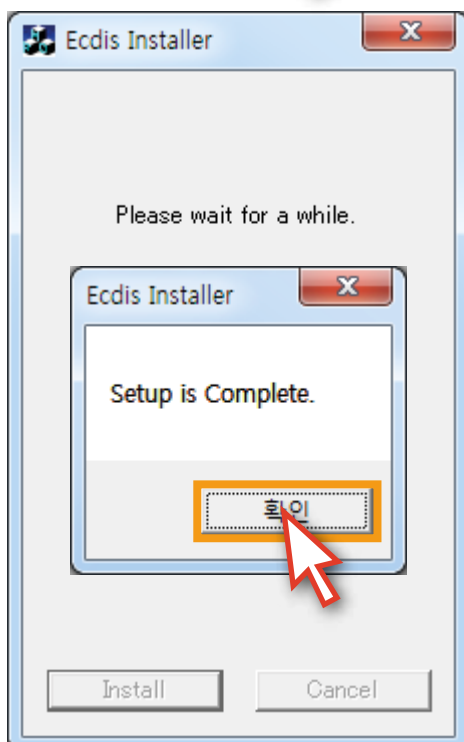 Ecdis Installer
Please wait for a while.
Ecdis Installer
Setup is Complete.
확인
Install
Cancel